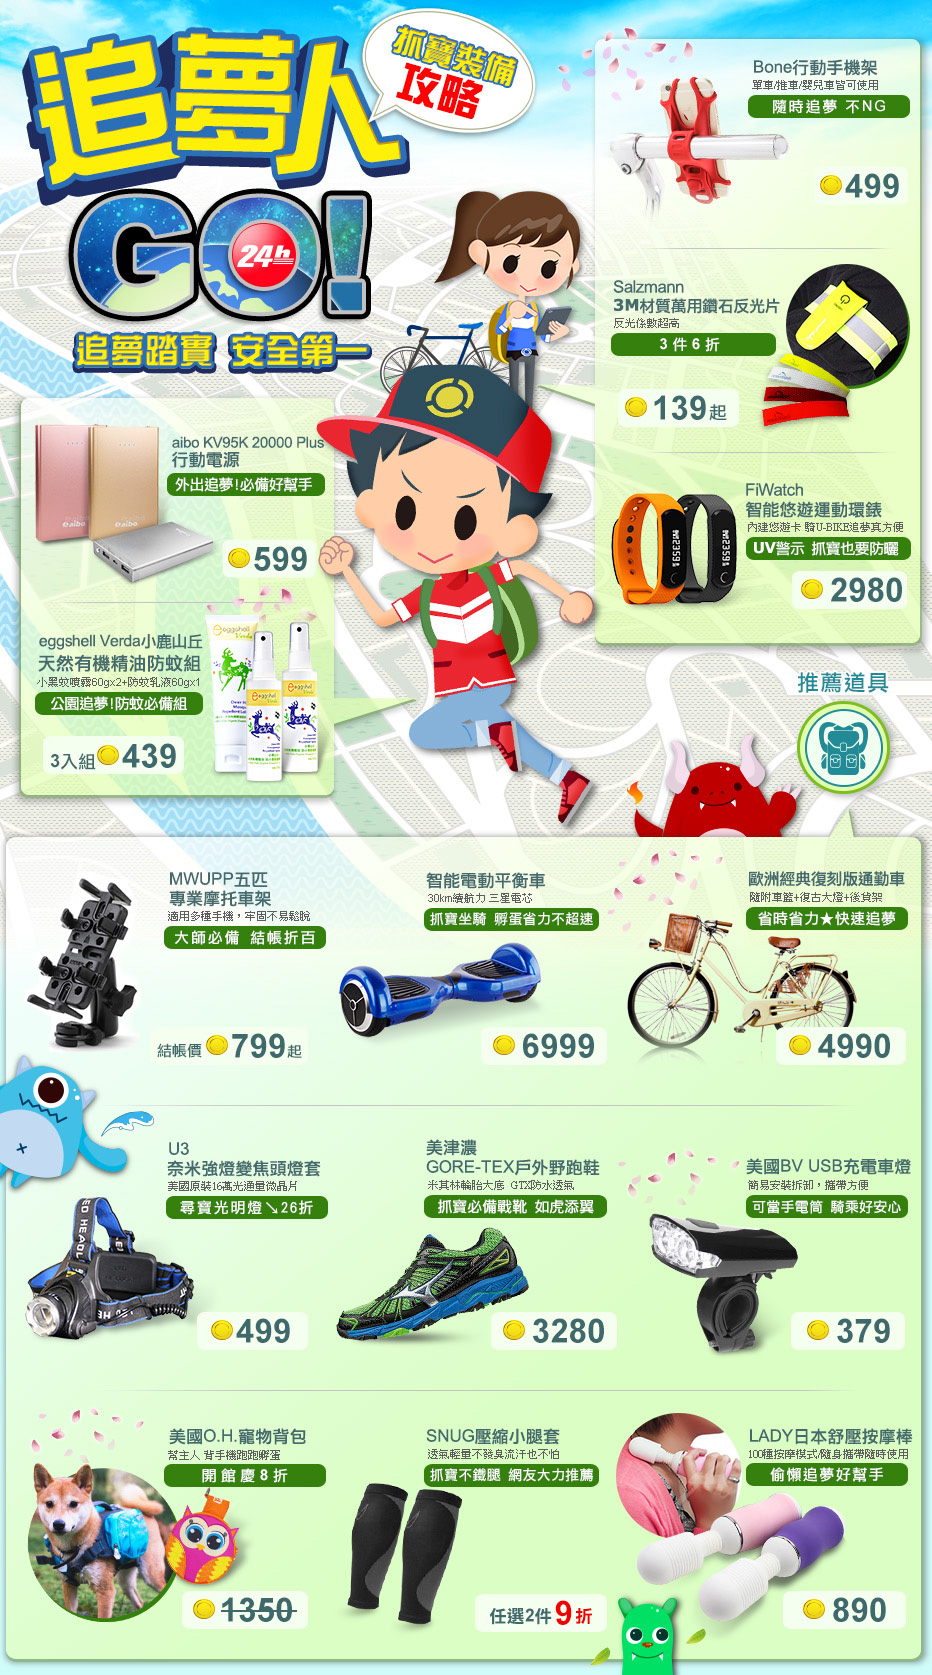 追夢人
抓寶裝備
攻略
GO!
24h
追夢踏實 安全第一
Bone行動手機架
單車/推車/嬰兒車皆可使用
隨時追夢 不NG
499
Salzmann
3M材質萬用鑽石反光片
反光係數超高
3件6折
139起
FiWatch
智能悠遊運動環錶
內建悠遊卡 騎U-BIKE追夢真方便
UV警示 抓寶也要防曬
2980
aibo KV95K 20000 Plus
行動電源
外出追夢!必備好幫手
599
eggshell Verda小鹿山丘
天然有機精油防蚊組
小黑蚊噴霧60gx2+防蚊乳液60gx1
公園追夢!防蚊必備組
3入組439
推薦道具
MWUPP五匹
專業摩托車架
適用多種手機，牢固不易鬆脫
大師必備 結帳折百
結帳價799起
智能電動平衡車
30km續航力 三星電芯
抓寶坐騎 孵蛋省力不超速
6999
歐洲經典復刻版通勤車
隨附車籃+復古大燈+後貨架
省時省力★快速追夢
4990
U3
奈米強燈變焦頭燈套
美國原裝16萬光通量微晶片
尋寶光明燈↘26折
499
美津濃
GORE-TEX戶外野跑鞋
米其林輪胎大底 GTX防水透氣
抓寶必備戰靴 如虎添翼
3280
美國BV USB充電車燈
簡易安裝拆卸，攜帶方便
可當手電筒 騎乘好安心
379
美國O.H.寵物背包
幫主人 背手機跑跑孵蛋
開館慶8折
1350
SNUG壓縮小腿套
透氣輕量不發臭流汗也不怕
抓寶不鐵腿 網友大力推薦
任選2件9折
LADY日本舒壓按摩棒
100種按摩模式/隨身攜帶隨時使用
偷懶追夢好幫手
890